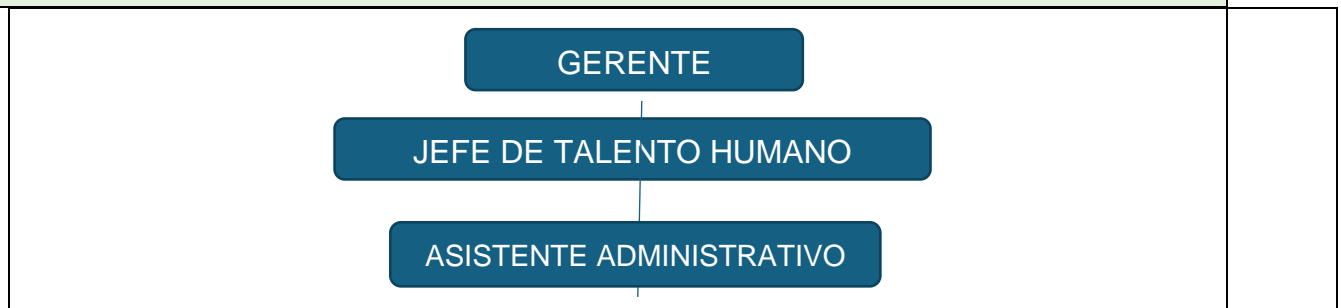 GERENTE
JEFE DE TALENTO HUMANO
ASISTENTE ADMINISTRATIVO